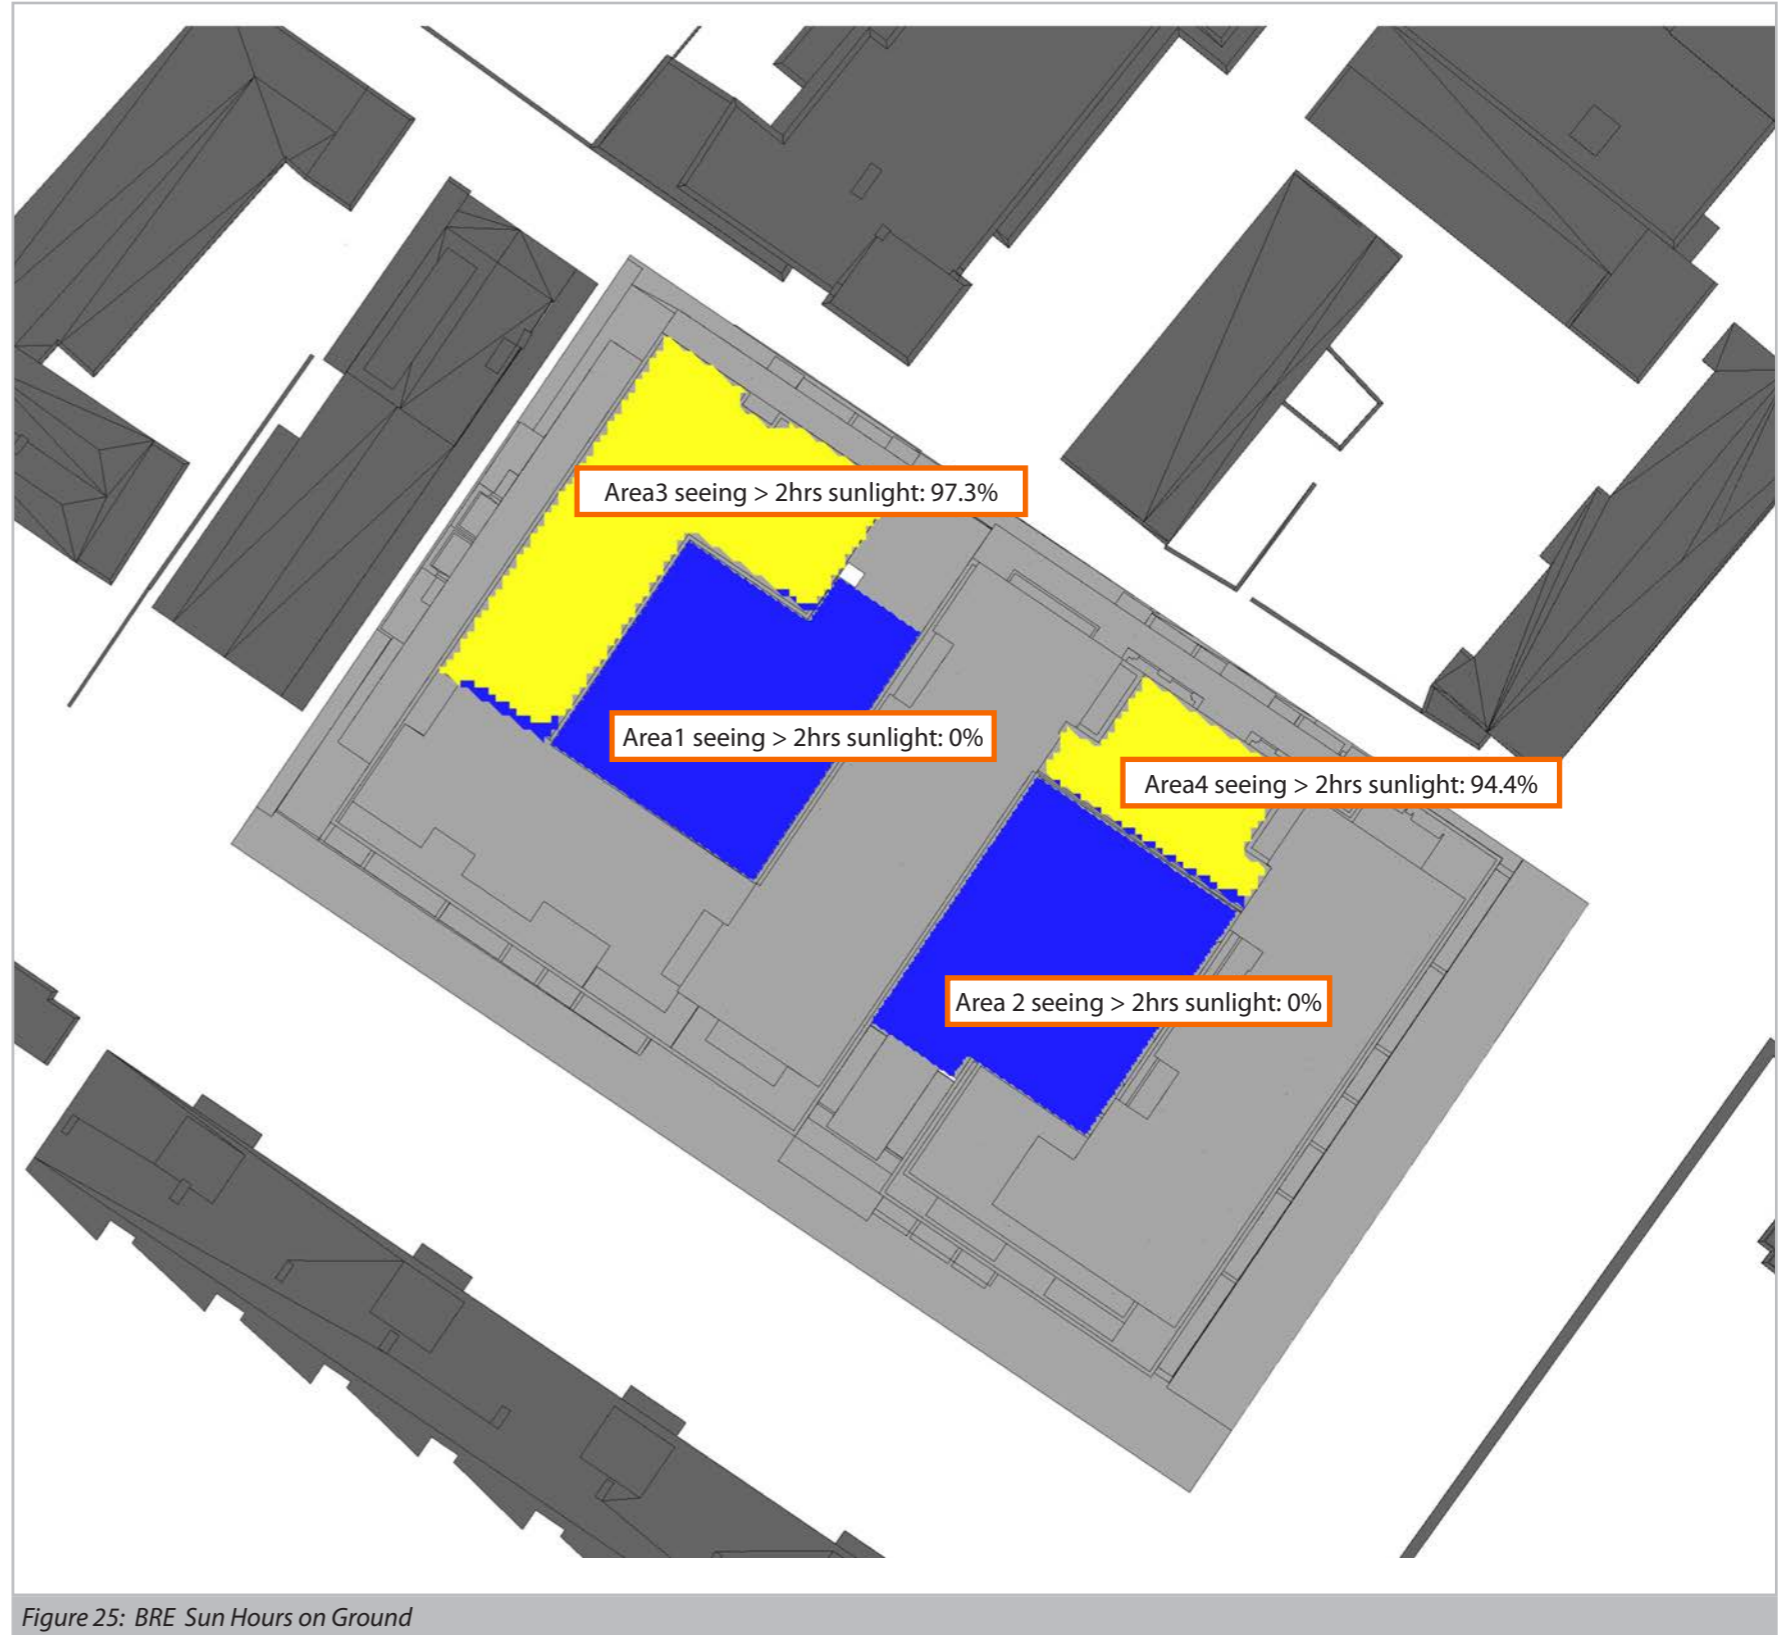 Area3 seeing > 2hrs sunlight: 97.3%
Area1 seeing > 2hrs sunlight: 0%
Area4 seeing > 2hrs sunlight: 94.4%
Area 2 seeing > 2hrs sunlight: 0%
Figure 25: BRE Sun Hours on Ground